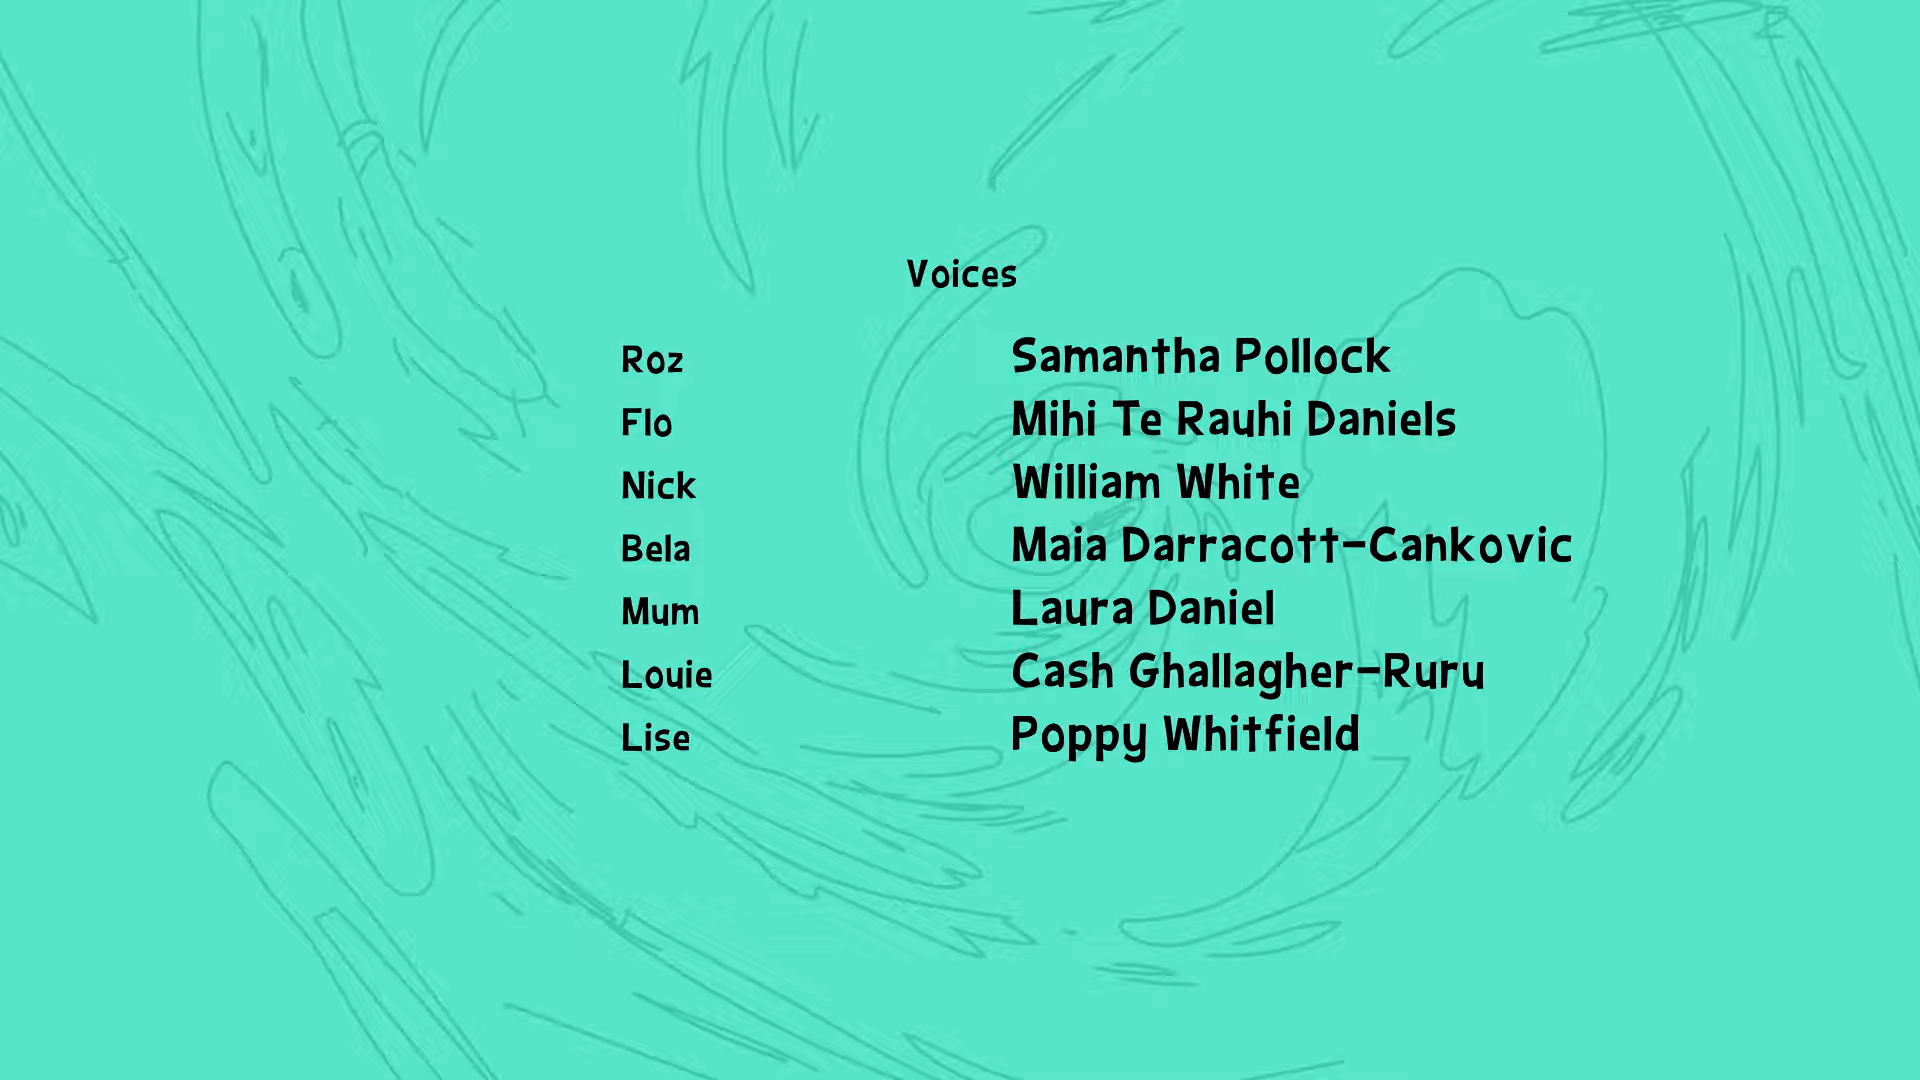 Voices
Roz Samantha Pollock
Flo Mihi Te Rauhi Daniels
Nick William White
Bela Maia Darracott-Cankovic
Mum Laura Daniel
Louie Cash Ghallagher-Ruru
Lise Poppy Whitfield